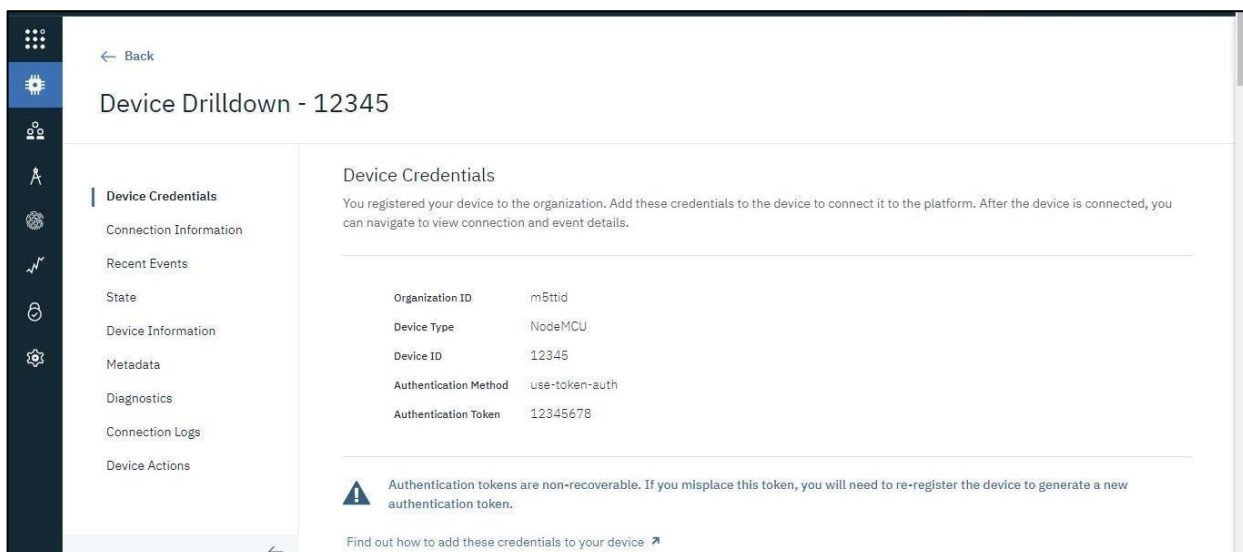 ← Back
Device Drilldown - 12345
Device Credentials
Connection Information
Recent Events
State
Device Information
Metadata
Diagnostics
Connection Logs
Device Actions
Device Credentials
You registered your device to the organization. Add these credentials to the device to connect it to the platform. After the device is connected, you
can navigate to view connection and event details.
Organization ID m5ttid
Device Type NodeMCU
Device ID 12345
Authentication Method use-token-auth
Authentication Token 12345678
Authentication tokens are non-recoverable. If you misplace this token, you will need to re-register the device to generate a new
authentication token.
Find out how to add these credentials to your device